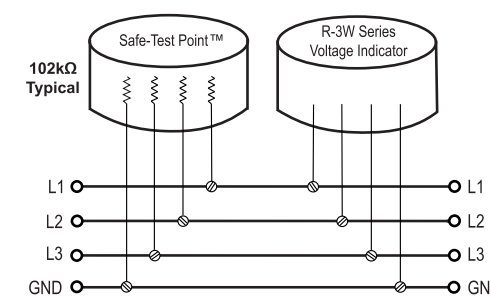 Safe-Test Point™
R-3W Series
Voltage Indicator
102kΩ
Typical
L1
L1
L2
L2
L3
L3
GND
GN